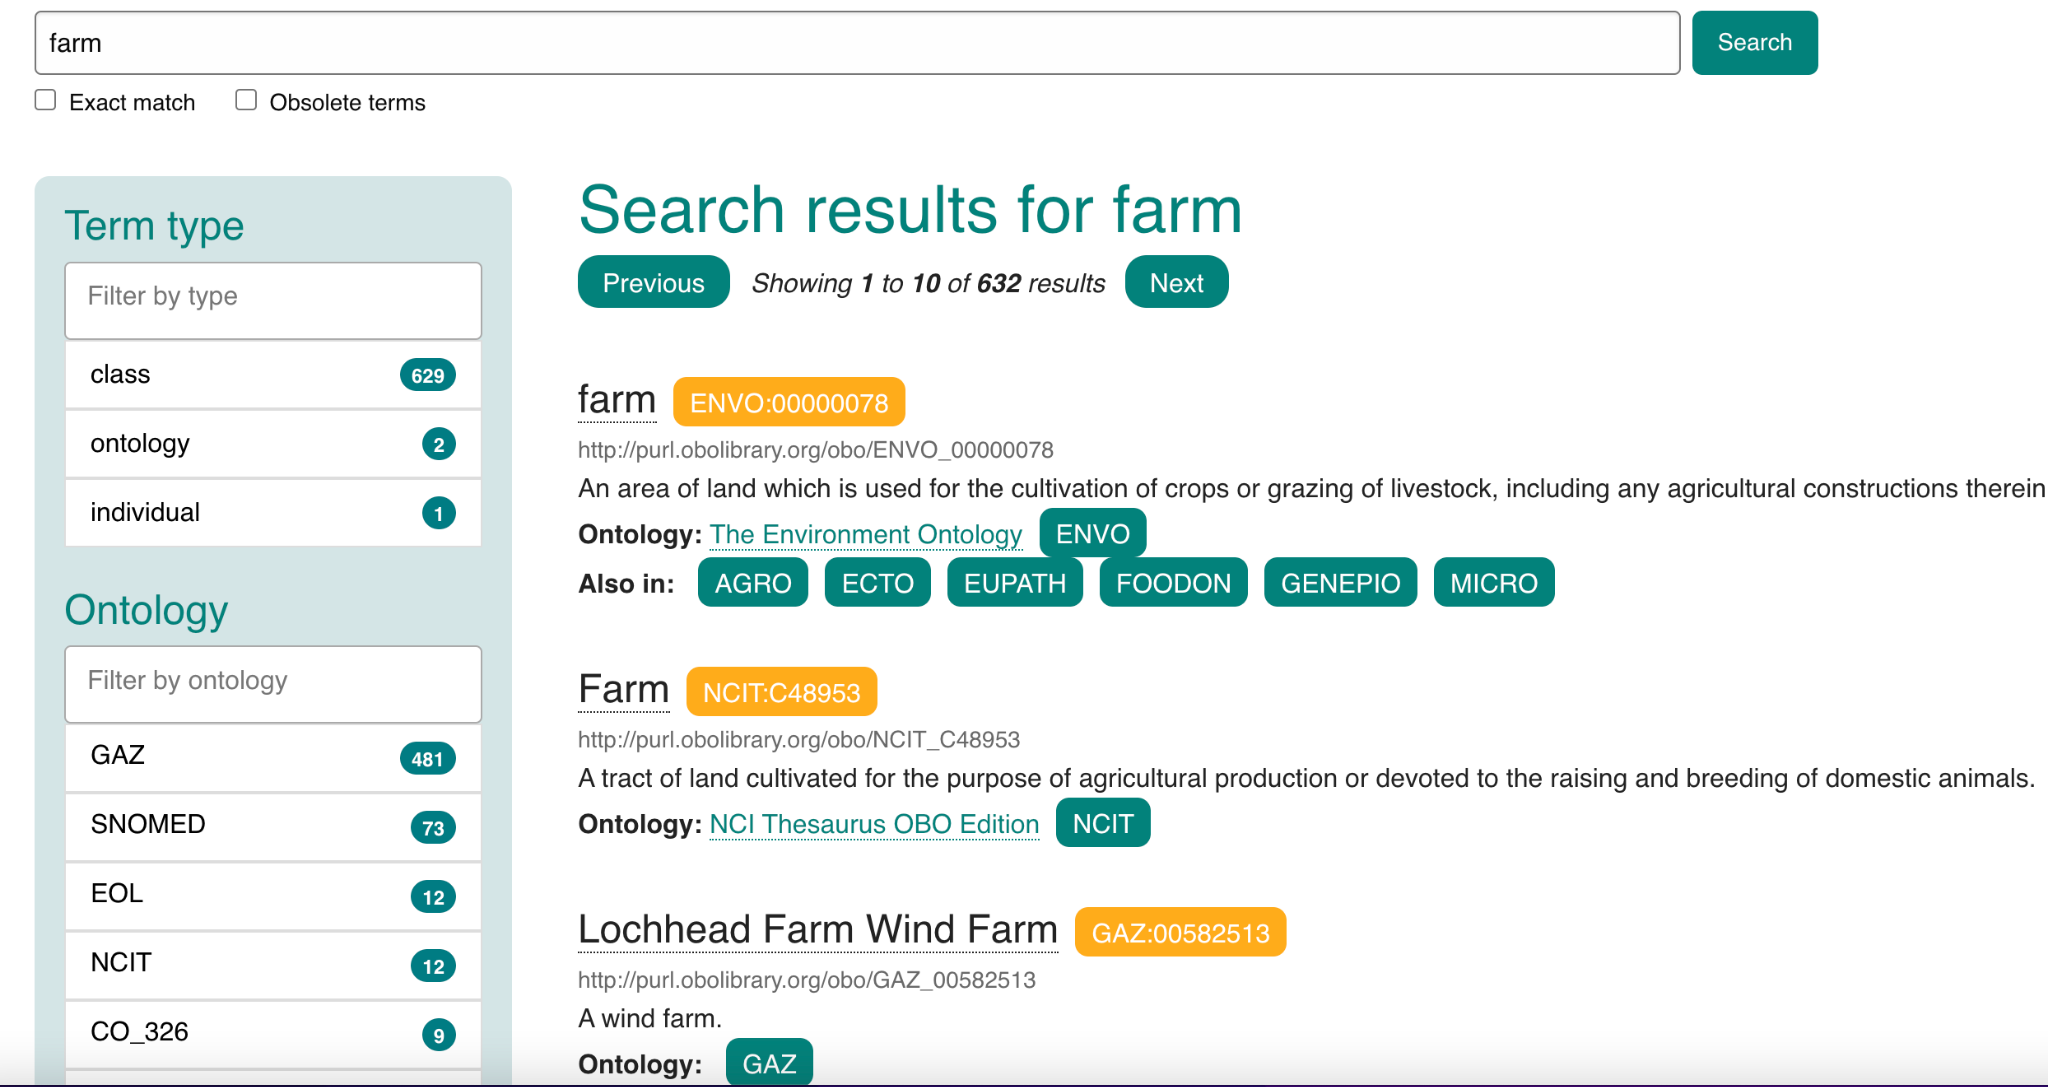 farm
Search
Exact match
Obsolete terms
Term type
Filter by type
class 629
ontology 2
individual 1
Ontology
Filter by ontology
GAZ 481
SNOMED 73
EOL 12
NCIT 12
CO_326 9
Search results for farm
Previous Showing 1 to 10 of 632 results Next
farm ENVO:00000078
http://purl.obolibrary.org/obo/ENVO_00000078
An area of land which is used for the cultivation of crops or grazing of livestock, including any agricultural constructions therein
Ontology: The Environment Ontology ENVO
Also in: AGRO ECTO EUPATH FOODON GENEPIO MICRO
Farm NCIT:C48953
http://purl.obolibrary.org/obo/NCIT_C48953
A tract of land cultivated for the purpose of agricultural production or devoted to the raising and breeding of domestic animals.
Ontology: NCI Thesaurus OBO Edition NCIT
Lochhead Farm Wind Farm GAZ:00582513
http://purl.obolibrary.org/obo/GAZ_00582513
A wind farm.
Ontology: GAZ